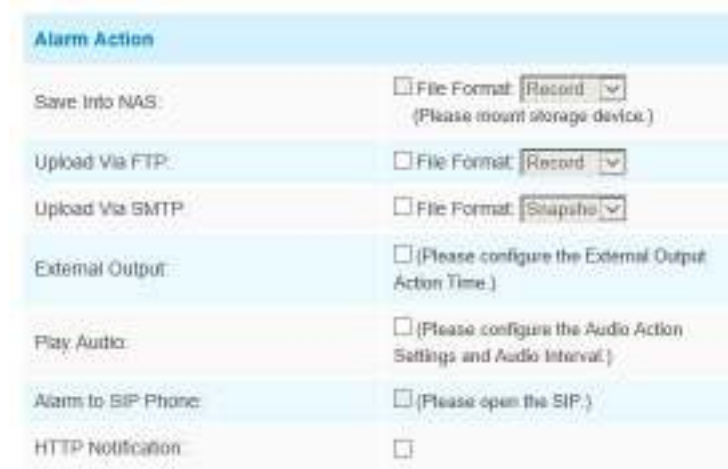 Alarm Action
Save Into NAS:
File Format: Record
(Please mount storage device.)
Upload Via FTP:
File Format: Record
Upload Via SMTP:
File Format: Snapsho
External Output:
(Please configure the External Output
Action Time.)
Play Audio:
(Please configure the Audio Action
Settings and Audio Interval.)
Alarm to SIP Phone:
(Please open the SIP.)
HTTP Notification: